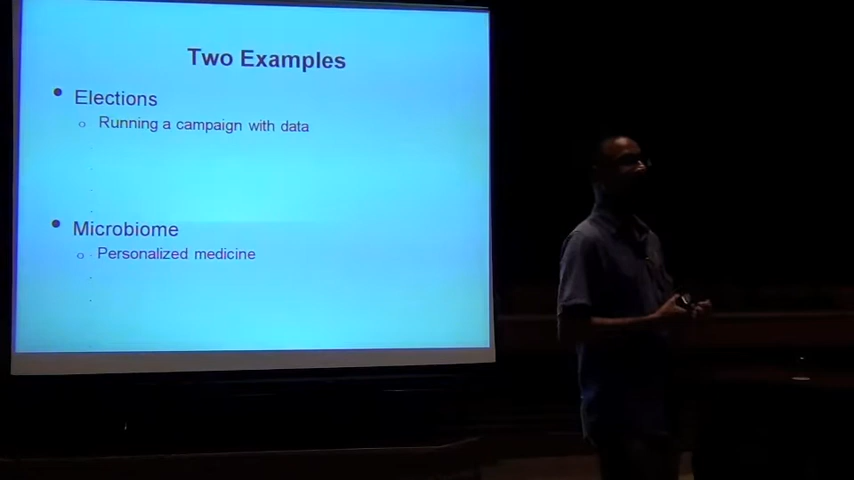 Two Examples
Elections
Running a campaign with data
Microbiome
Personalized medicine